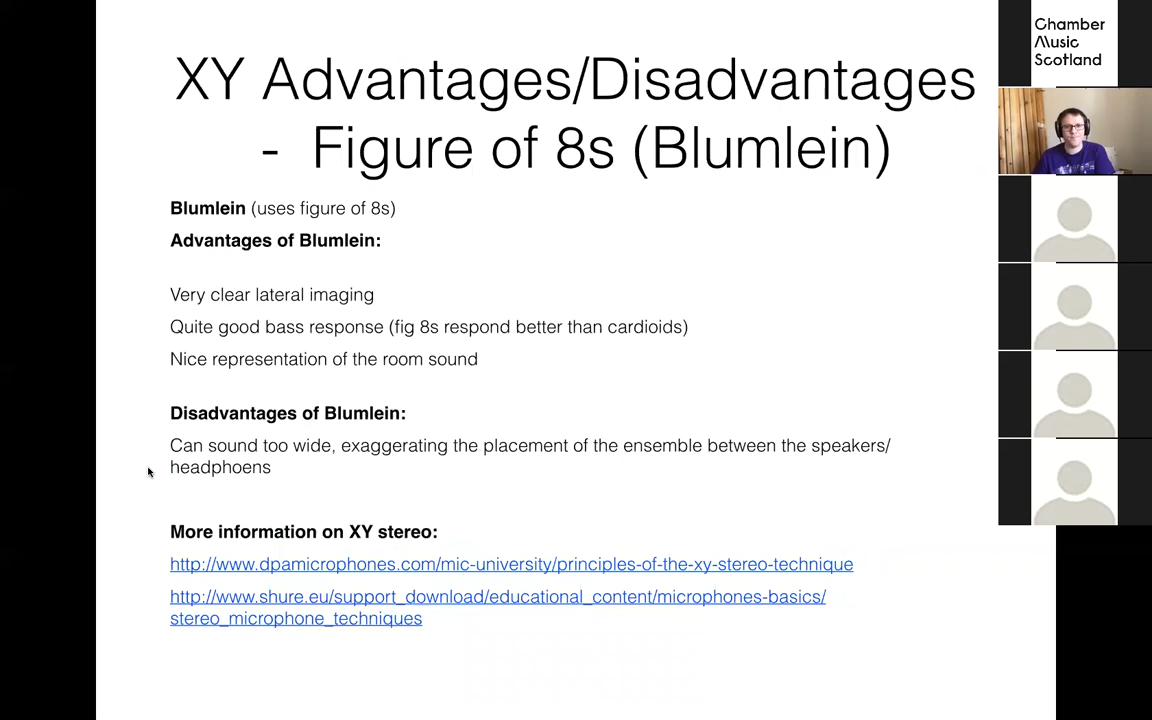 XY Advantages/Disadvantages
- Figure of 8s (Blumlein)
Blumlein (uses figure of 8s)
Advantages of Blumlein:
Very clear lateral imaging
Quite good bass response (fig 8s respond better than cardioids)
Nice representation of the room sound
Disadvantages of Blumlein:
Can sound too wide, exaggerating the placement of the ensemble between the speakers/
headphoens
More information on XY stereo:
http://www.dpamicrophones.com/mic-university/principles-of-the-xy-stereo-technique
http://www.shure.eu/support_download/educational_content/microphones-basics/
stereo_microphone_techniques
Chamber
Music
Scotland